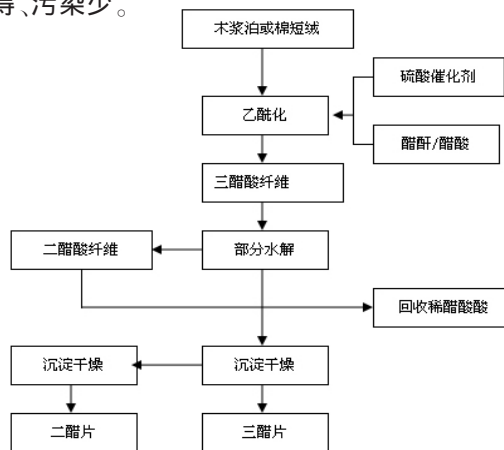 得、污染少。
木浆泊或棉短绒
硫酸催化剂
乙酰化
醋酐/醋酸
三醋酸纤维
二醋酸纤维
部分水解
回收稀醋酸酸
沉淀干燥
沉淀干燥
二醋片
三醋片